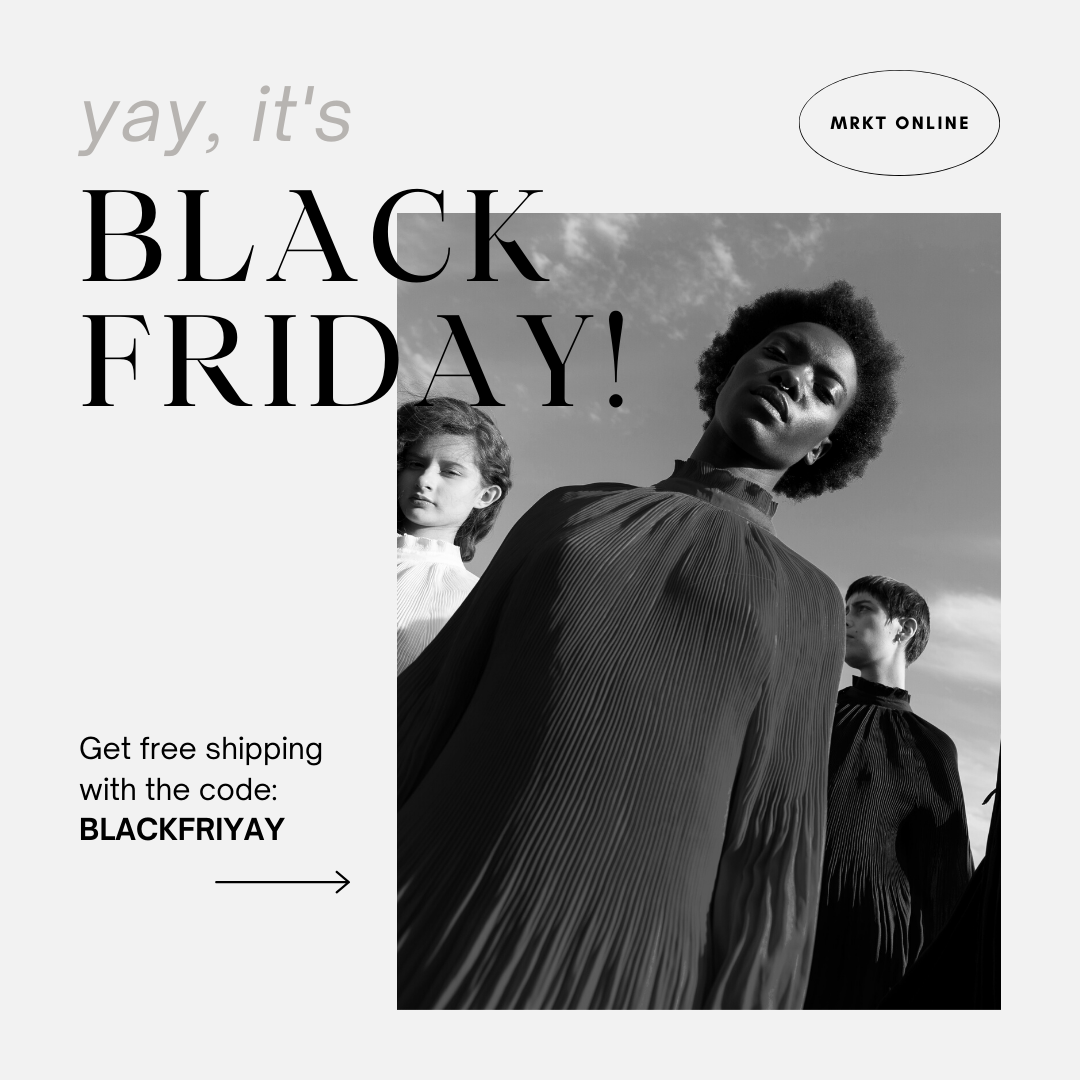 yay, it's
MRKT ONLINE
BLACK
FRIDAY!
Get free shipping
with the code:
BLACKFRIYAY